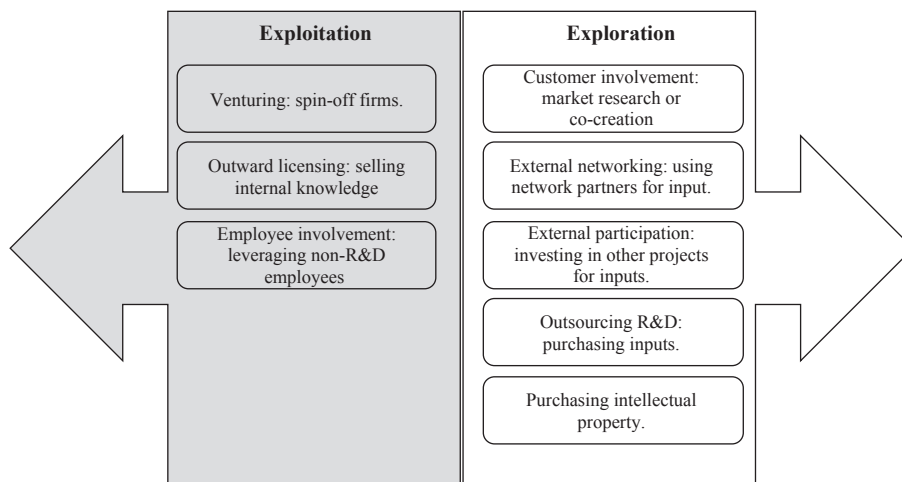 Exploitation
Venturing: spin-off firms.
Outward licensing: selling
internal knowledge
Employee involvement:
leveraging non-R&D
employees
Exploration
Customer involvement:
market research or
co-creation
External networking: using
network partners for input.
External participation:
investing in other projects
for inputs.
Outsourcing R&D:
purchasing inputs.
Purchasing intellectual
property.